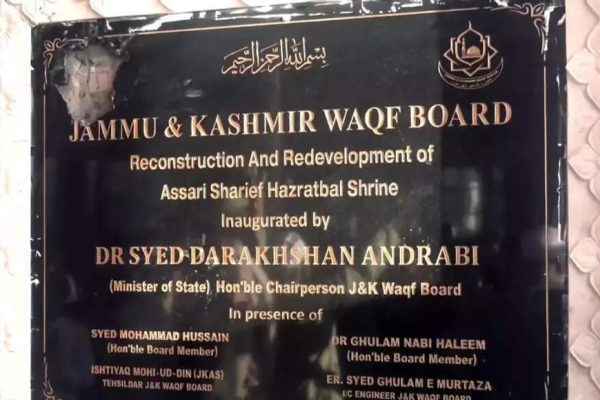 بسم الله الرحمن الرحيم
JAMMU & KASHMIR WAQF BOARD
Reconstruction And Redevelopment of
Assari Sharief Hazratbal Shrine
Inaugurated by
DR SYED DARAKHSHAN ANDRABI
(Minister of State) Hon'ble Chairperson J&K Waqf Board
In presence of
SYED MOHAMMAD HUSSAIN
(Hon'ble Board Member)
DR GHULAM NABI HALEEM
(Hon'ble Board Member)
ISHTIYAQ MOHI-UD-DIN (JKAS)
TEHSILDAR J&K WAQF BOARD
ER. SYED GHULAM E MURTAZA
I/C ENGINEER J&K WAQF BOARD